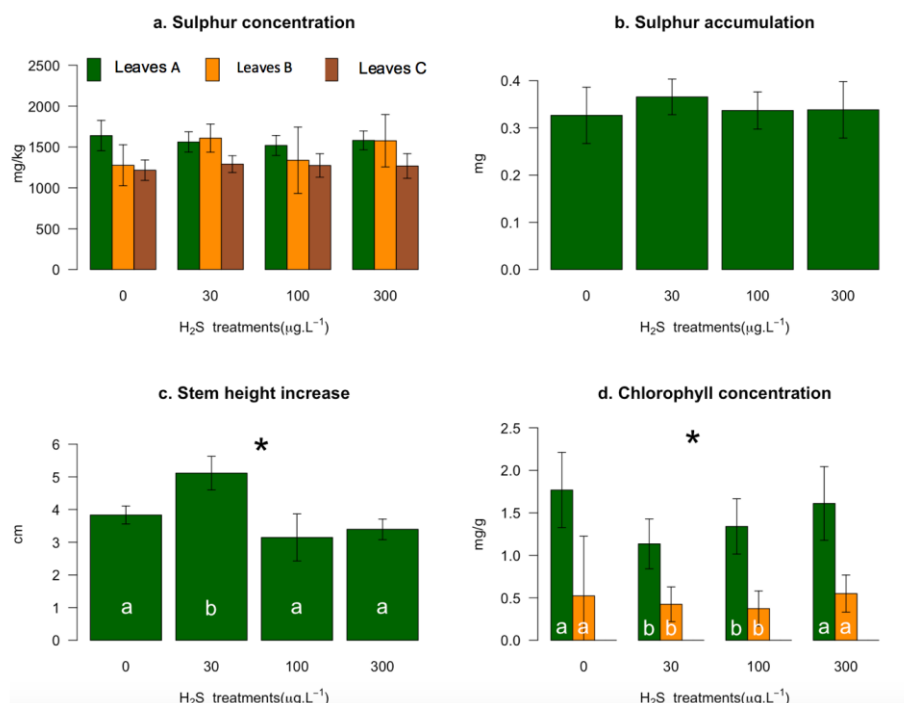 a. Sulphur concentration
Leaves A Leaves B Leaves C
2500
2000
1500
1000
500
0
mg/kg
0 30 100 300
H₂S treatments(μg.L⁻¹)
b. Sulphur accumulation
0.4
0.3
0.2
0.1
0.0
mg
0 30 100 300
H₂S treatments(μg.L⁻¹)
c. Stem height increase
*
6
5
4
3
2
1
0
cm
a b a a
0 30 100 300
H₂S treatments(μg.L⁻¹)
d. Chlorophyll concentration
*
2.5
2.0
1.5
1.0
0.5
0.0
mg/g
a a b b b b a a
0 30 100 300
H₂S treatments(μg.L⁻¹)